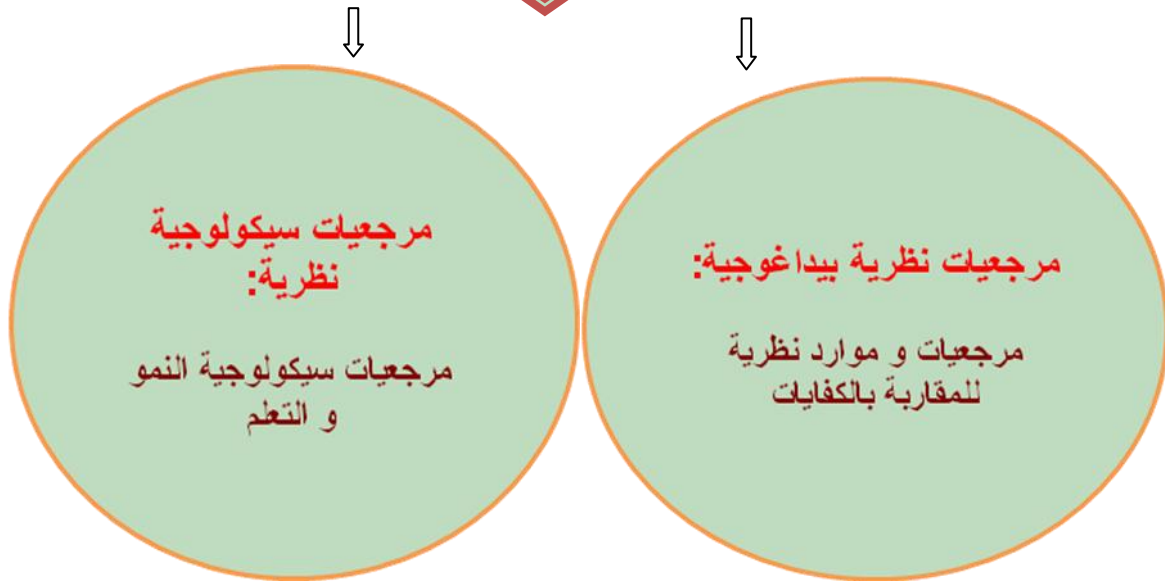 مرجعيات نظرية بيداغوجية:
مرجعيات و موارد نظرية
للمقاربة بالكفايات
مرجعيات سيكولوجية
نظرية:
مرجعيات سيكولوجية النمو
و التعلم